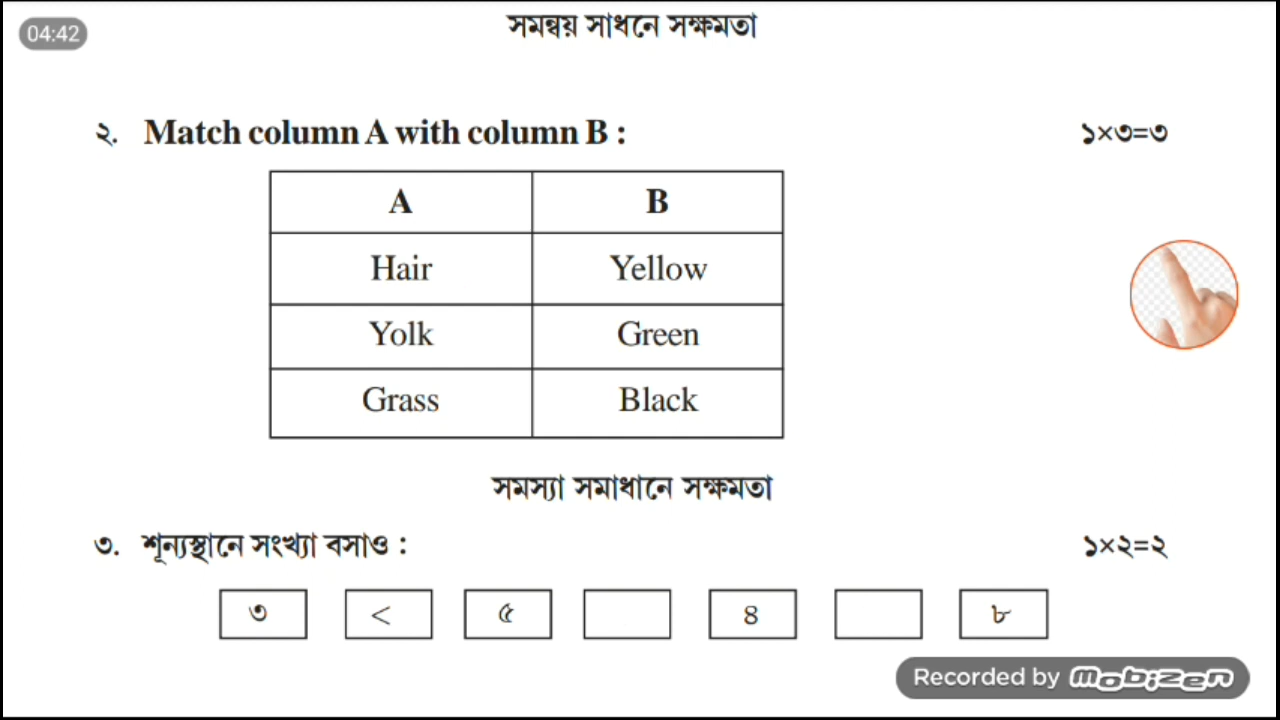 04:42
সমন্বয় সাধনে সক্ষমতা
২. Match column A with column B : ১×৩=৩
A B
Hair Yellow
Yolk Green
Grass Black
সমস্যা সমাধানে সক্ষমতা
৩. শূন্যস্থানে সংখ্যা বসাও : ১×২=২
৩ < ৫ ৪ ৮
Recorded by Mobizen